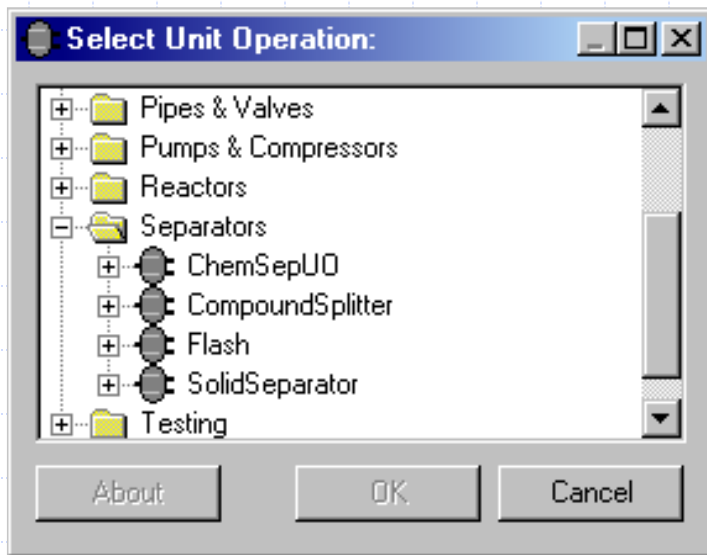 Select Unit Operation:
Pipes & Valves
Pumps & Compressors
Reactors
Separators
ChemSepUO
CompoundSplitter
Flash
SolidSeparator
Testing
About OK Cancel